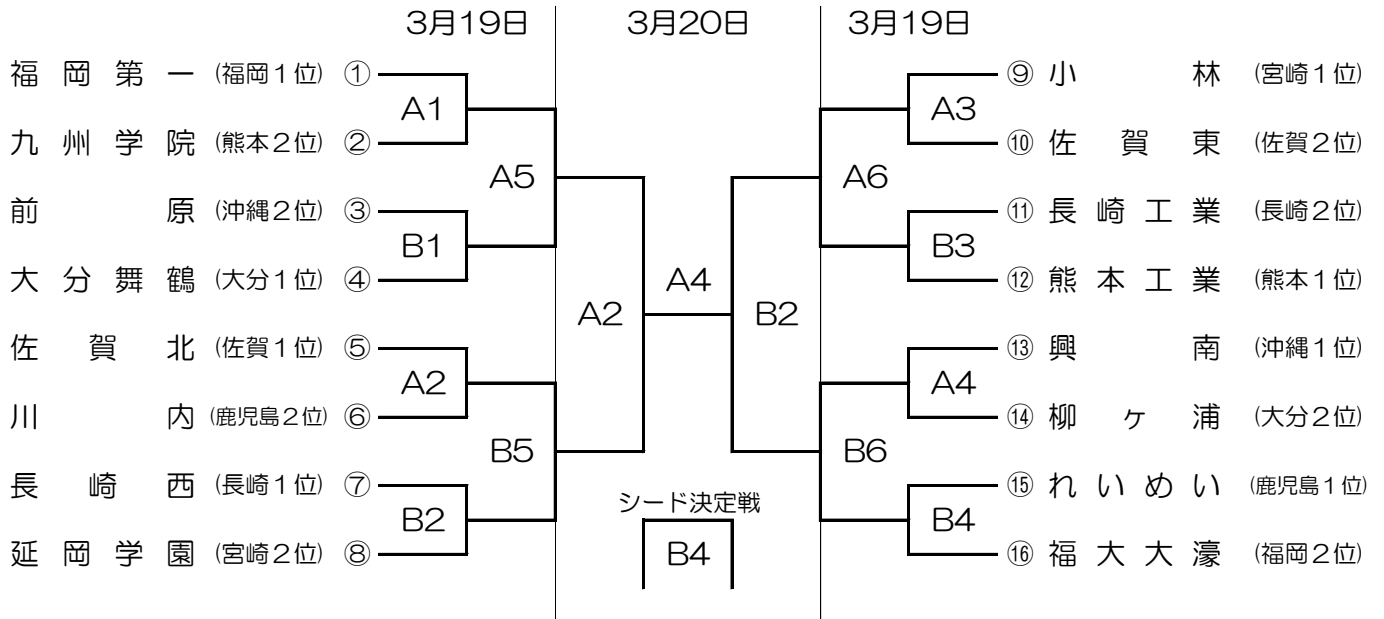 3月19日 3月20日 3月19日
福岡第一 (福岡1位) ① ⑨ 小林 (宮崎1位)
A1 A3
九州学院 (熊本2位) ② ⑩ 佐賀東 (佐賀2位)
A5 A6
前原 (沖縄2位) ③ ⑪ 長崎工業 (長崎2位)
B1 B3
大分舞鶴 (大分1位) ④ A4 ⑫ 熊本工業 (熊本1位)
A2 B2
佐賀北 (佐賀1位) ⑤ ⑬ 興南 (沖縄1位)
A2 A4
川内 (鹿児島2位) ⑥ ⑭ 柳ヶ浦 (大分2位)
B5 B6
長崎西 (長崎1位) ⑦ シード決定戦 ⑮ れいめい (鹿児島1位)
B2 B4
延岡学園 (宮崎2位) ⑧ B4 ⑯ 福大大濠 (福岡2位)